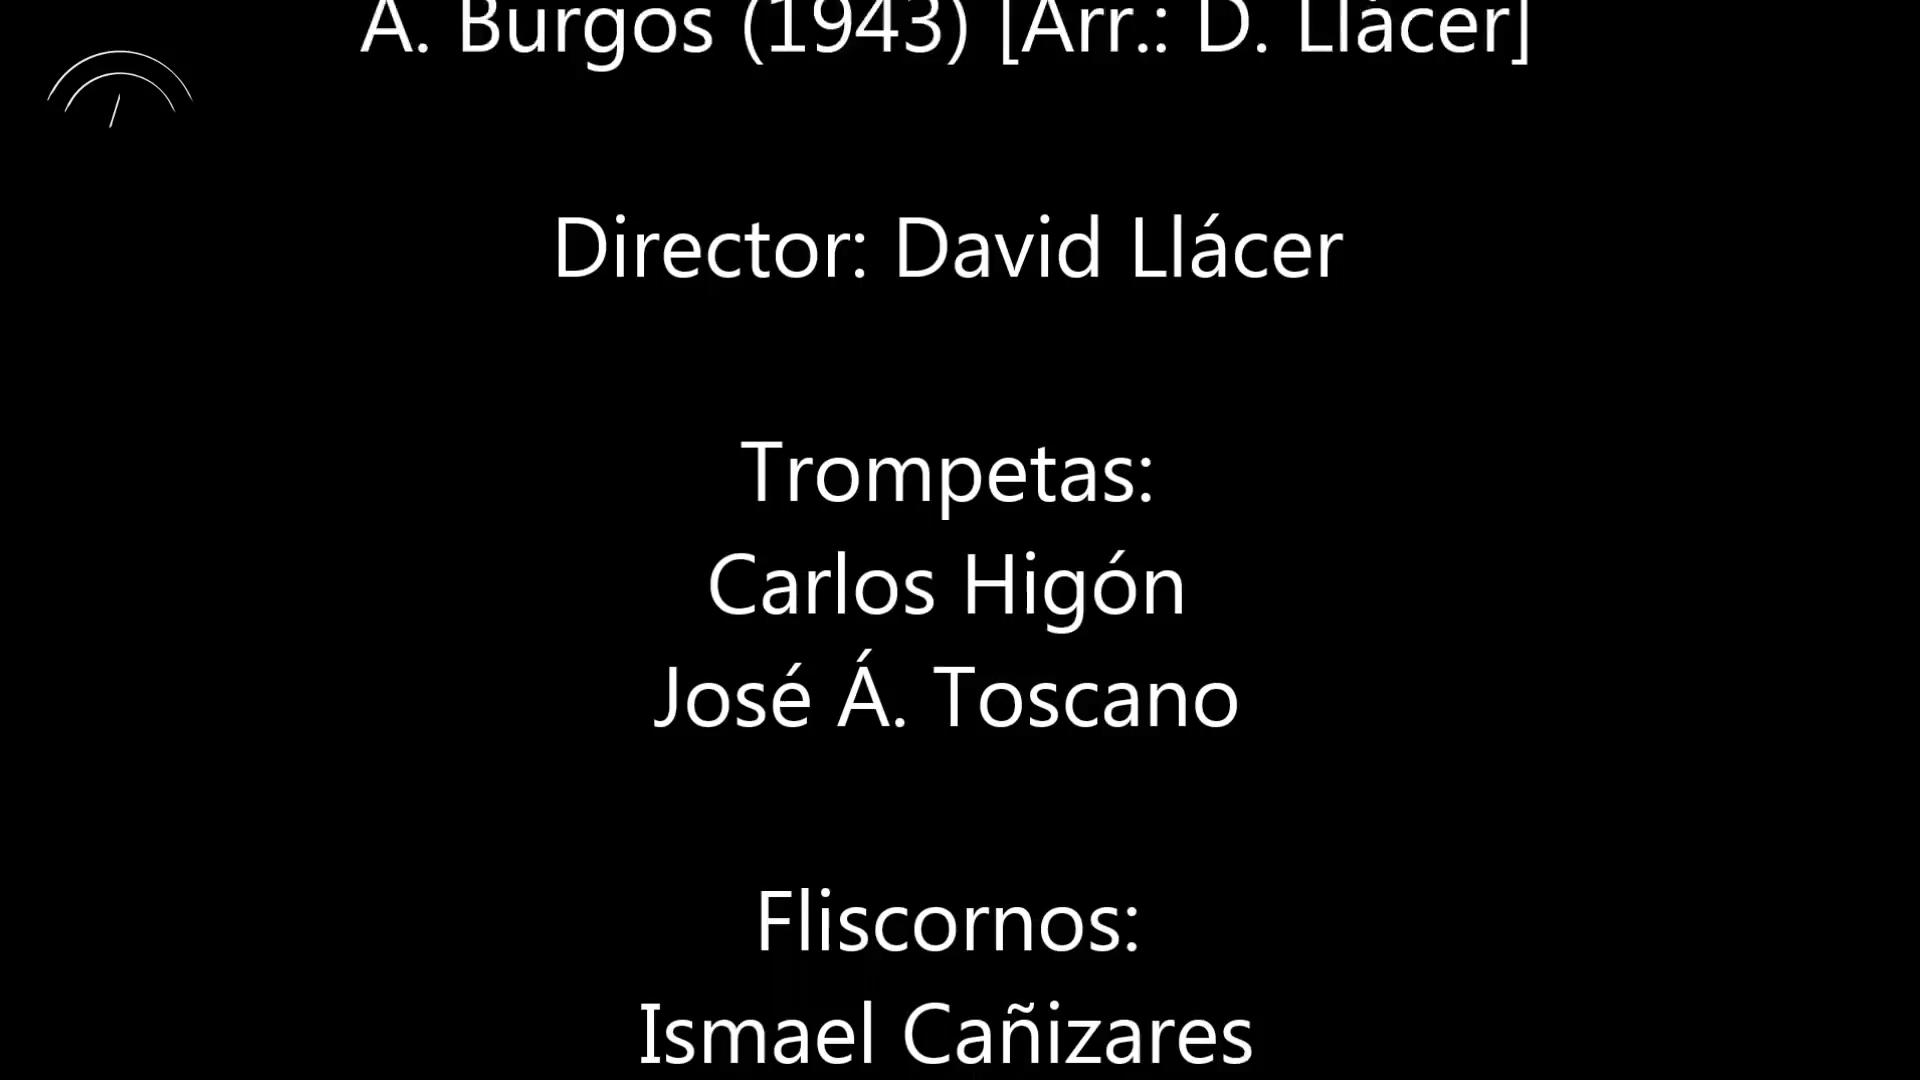 A. Burgos (1943) [Arr.: D. Llácer]
Director: David Llácer
Trompetas:
Carlos Higón
José Á. Toscano
Fliscornos:
Ismael Cañizares